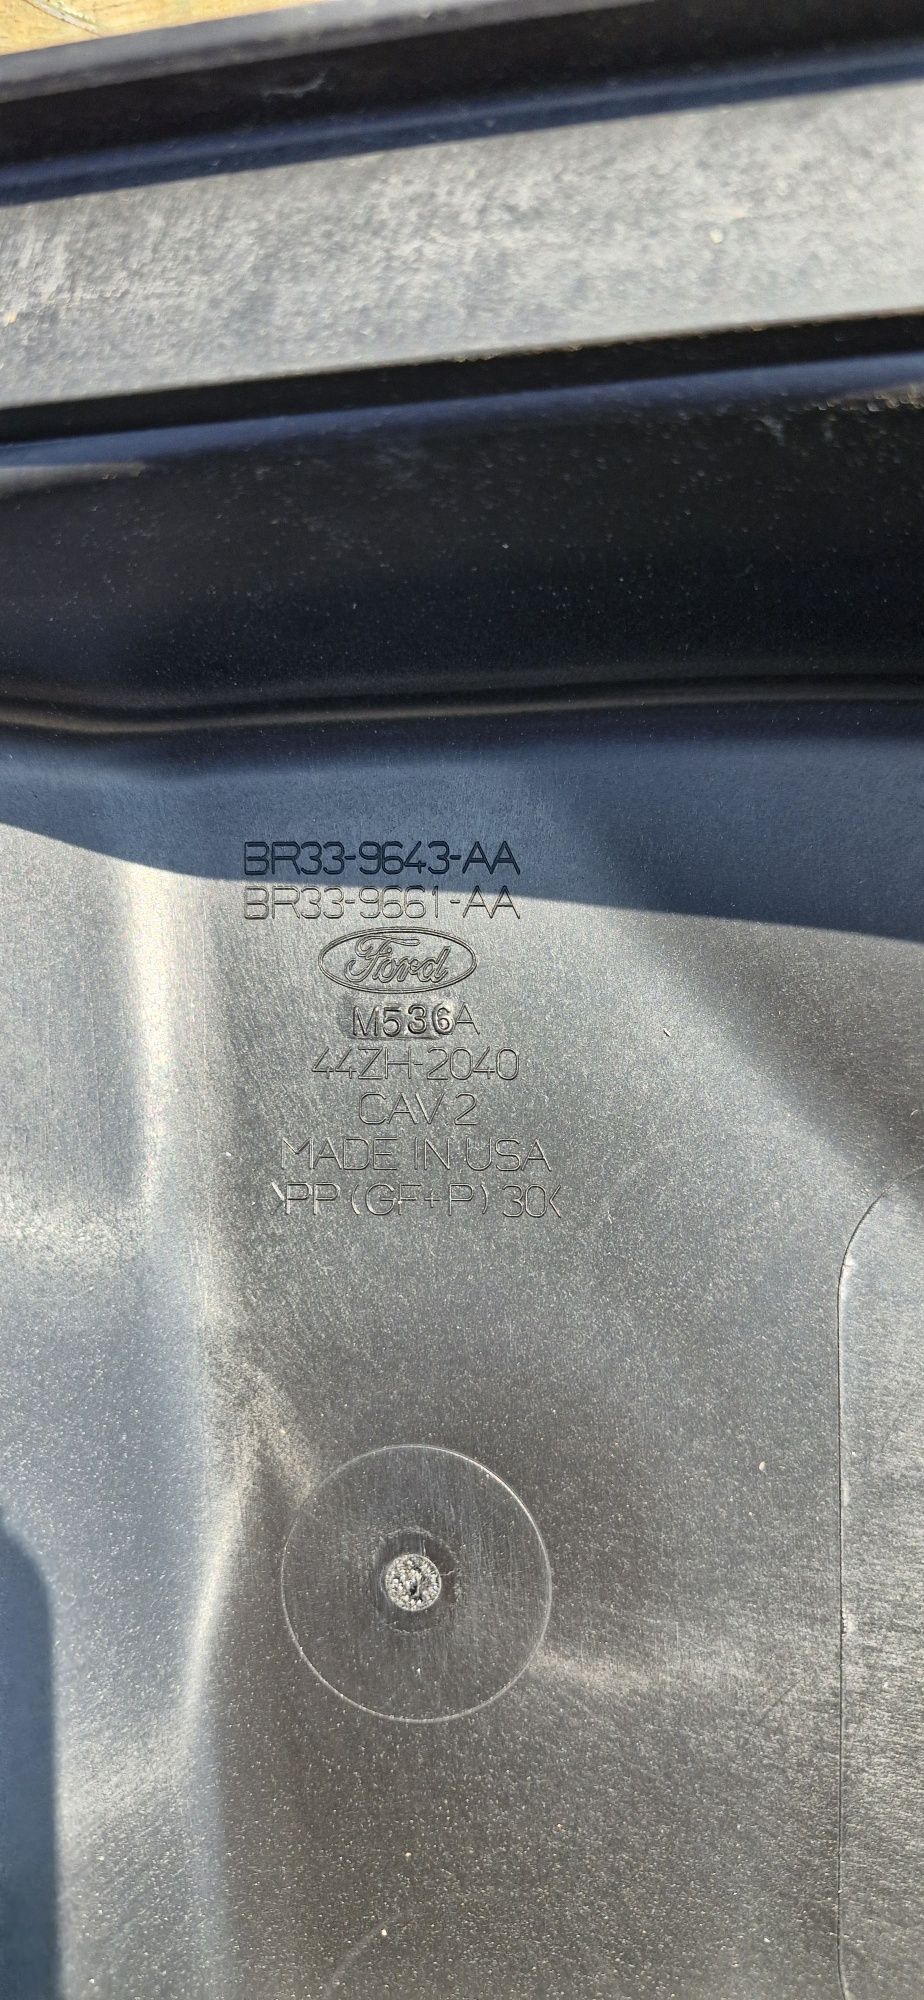 BR33-9643-AA
BR33-9661-AA
Ford
M536A
44ZH-2040
CAV 2
MADE IN USA
>PP(GF+P)30<